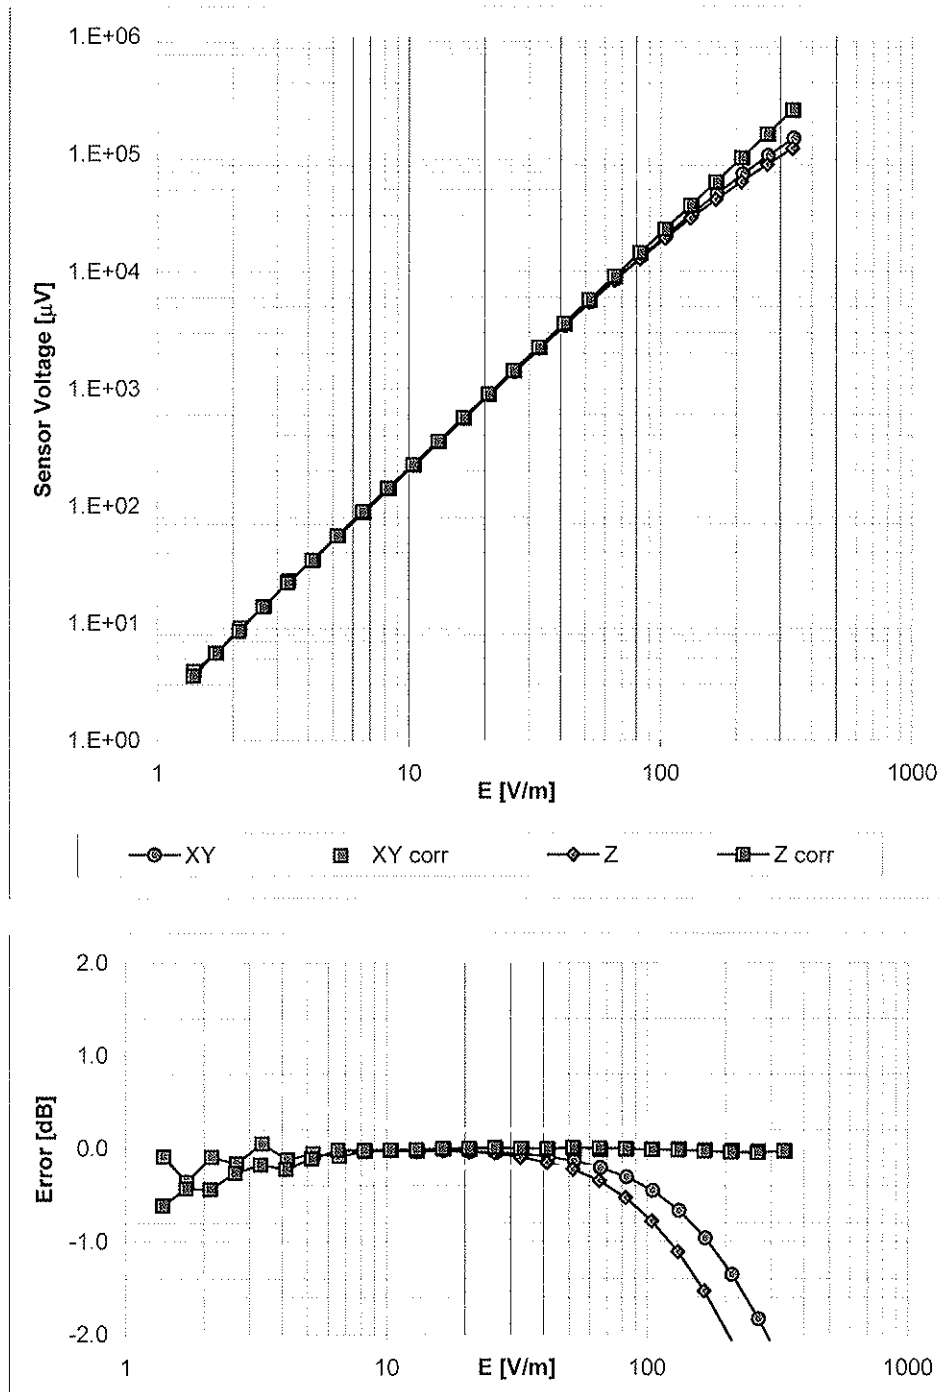 1.E+06
1.E+05
1.E+04
1.E+03
1.E+02
1.E+01
1.E+00
Sensor Voltage [µV]
1 10 100 1000
E [V/m]
XY XY corr Z Z corr
2.0
1.0
0.0
-1.0
-2.0
Error [dB]
1 10 100 1000
E [V/m]